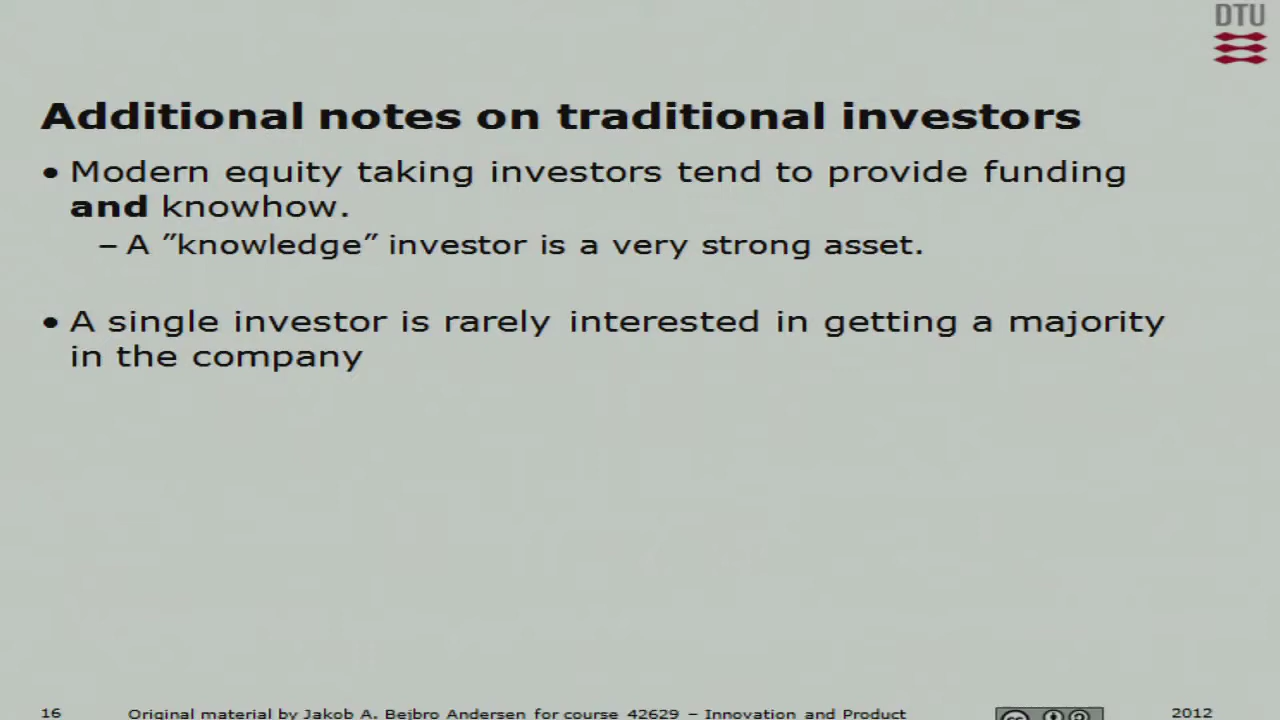 DTU
Additional notes on traditional investors
• Modern equity taking investors tend to provide funding
and knowhow.
– A ″knowledge″ investor is a very strong asset.
• A single investor is rarely interested in getting a majority
in the company
16 Original material by Jakob A. Bejbro Andersen for course 42629 – Innovation and Product 2012